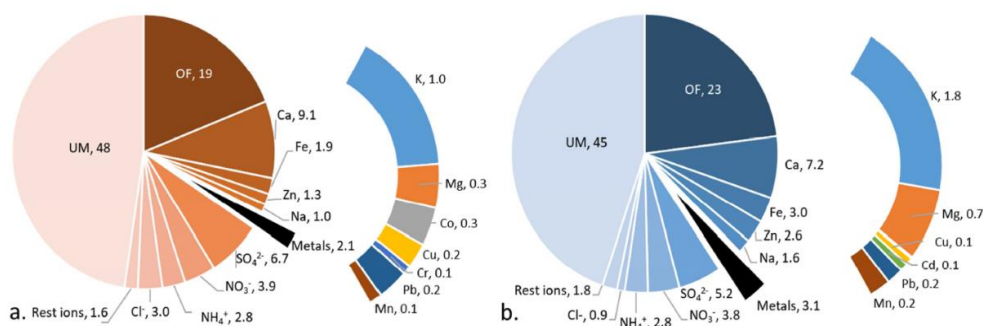 OF, 19
Ca, 9.1
Fe, 1.9
Zn, 1.3
Na, 1.0
Metals, 2.1
SO₄²⁻, 6.7
NO₃⁻, 3.9
NH₄⁺, 2.8
Cl⁻, 3.0
Rest ions, 1.6
UM, 48
K, 1.0
Mg, 0.3
Co, 0.3
Cu, 0.2
Cr, 0.1
Pb, 0.2
Mn, 0.1
a.
OF, 23
Ca, 7.2
Fe, 3.0
Zn, 2.6
Na, 1.6
Metals, 3.1
SO₄²⁻, 5.2
NO₃⁻, 3.8
NH₄⁺, 2.8
Cl-, 0.9
Rest ions, 1.8
UM, 45
K, 1.8
Mg, 0.7
Cu, 0.1
Cd, 0.1
Pb, 0.2
Mn, 0.2
b.